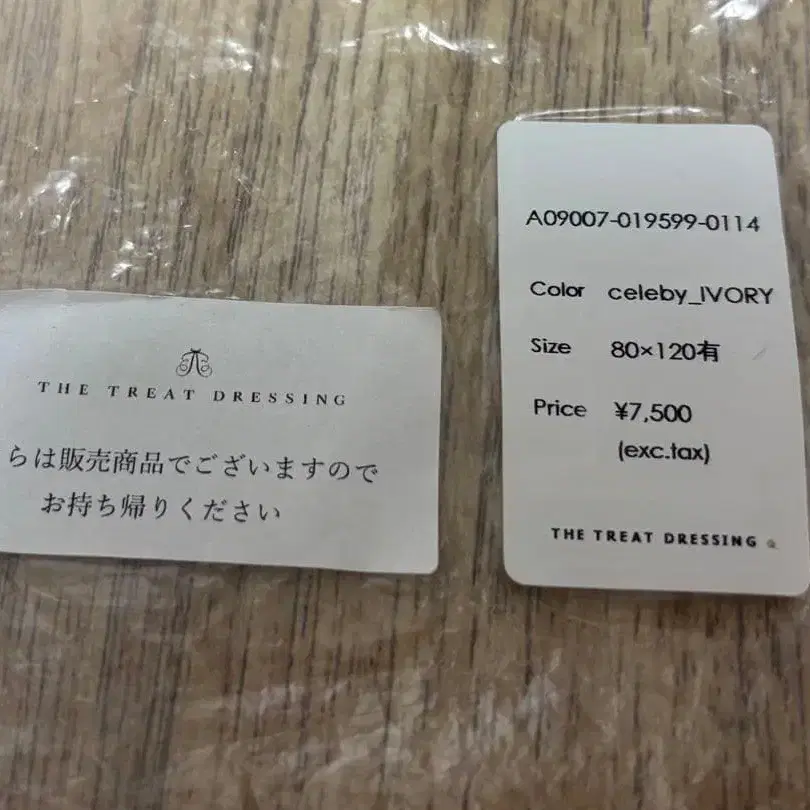 THE TREAT DRESSING
らは販売商品でございますので
お持ち帰りください
A09007-019599-0114
Color celeby_IVORY
Size 80×120有
Price ¥7,500
(exc.tax)
THE TREAT DRESSING